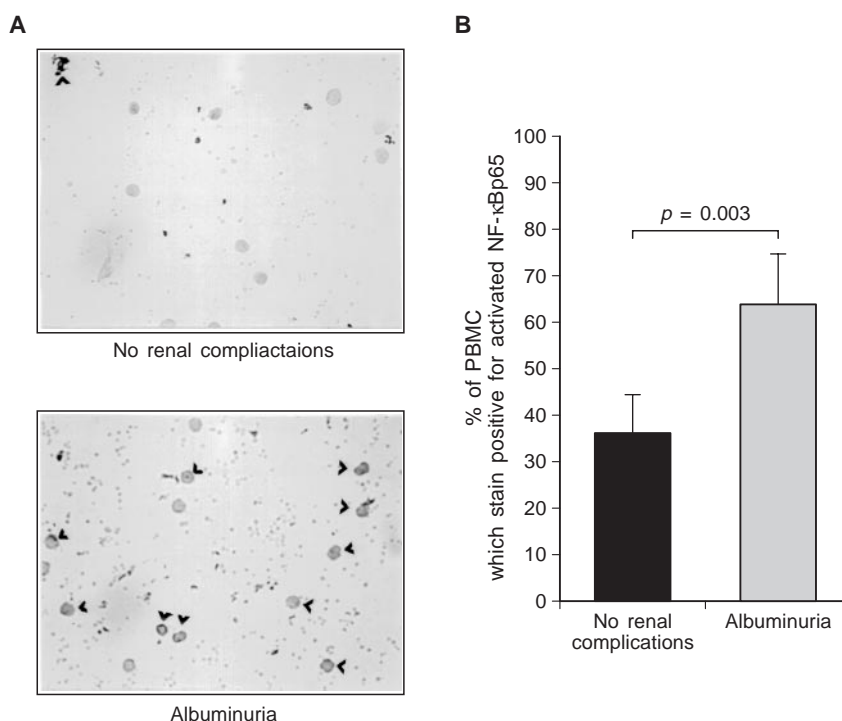 A
No renal compliactaions
Albuminuria
B
% of PBMC
which stain positive for activated NF-κBp65
100
90
80
70
60
50
40
30
20
10
0
p = 0.003
No renal
complications
Albuminuria